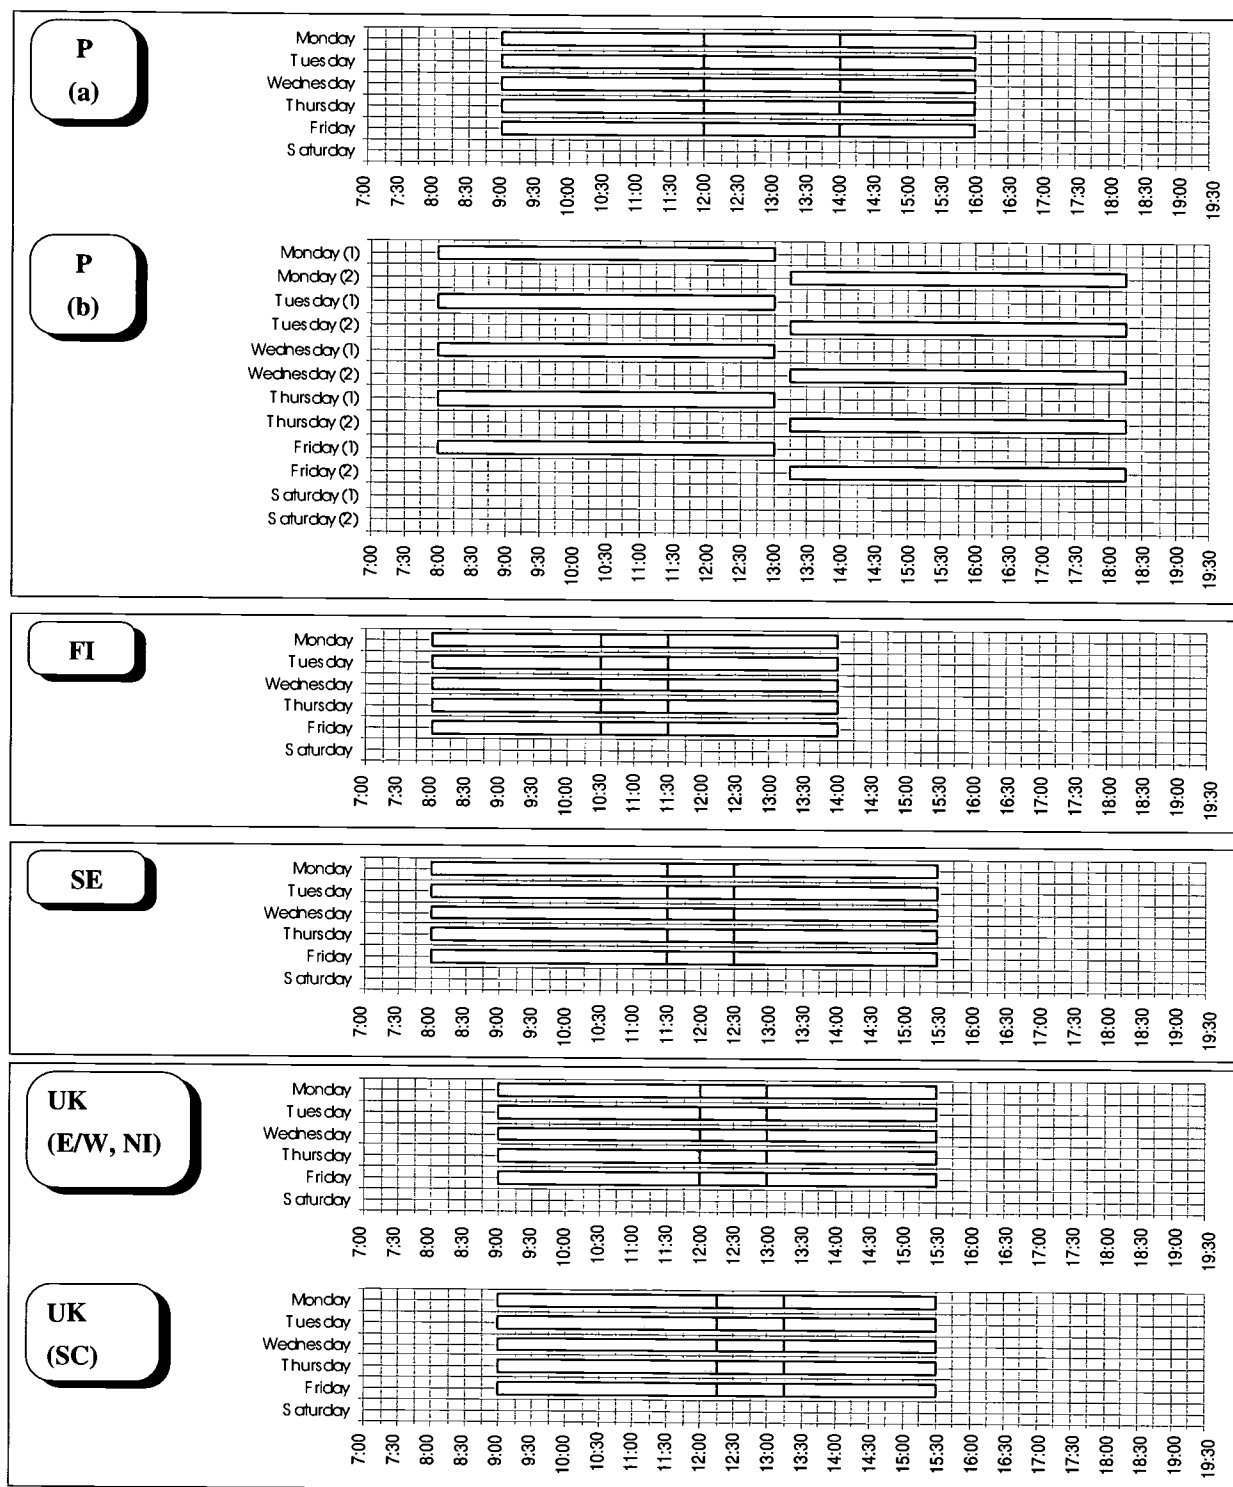 P
(a)
Monday
Tuesday
Wednesday
Thursday
Friday
Saturday
7:00 7:30 8:00 8:30 9:00 9:30 10:00 10:30 11:00 11:30 12:00 12:30 13:00 13:30 14:00 14:30 15:00 15:30 16:00 16:30 17:00 17:30 18:00 18:30 19:00 19:30
P
(b)
Monday (1)
Monday (2)
Tuesday (1)
Tuesday (2)
Wednesday (1)
Wednesday (2)
Thursday (1)
Thursday (2)
Friday (1)
Friday (2)
Saturday (1)
Saturday (2)
7:00 7:30 8:00 8:30 9:00 9:30 10:00 10:30 11:00 11:30 12:00 12:30 13:00 13:30 14:00 14:30 15:00 15:30 16:00 16:30 17:00 17:30 18:00 18:30 19:00 19:30
FI
Monday
Tuesday
Wednesday
Thursday
Friday
Saturday
7:00 7:30 8:00 8:30 9:00 9:30 10:00 10:30 11:00 11:30 12:00 12:30 13:00 13:30 14:00 14:30 15:00 15:30 16:00 16:30 17:00 17:30 18:00 18:30 19:00 19:30
SE
Monday
Tuesday
Wednesday
Thursday
Friday
Saturday
7:00 7:30 8:00 8:30 9:00 9:30 10:00 10:30 11:00 11:30 12:00 12:30 13:00 13:30 14:00 14:30 15:00 15:30 16:00 16:30 17:00 17:30 18:00 18:30 19:00 19:30
UK
(E/W, NI)
Monday
Tuesday
Wednesday
Thursday
Friday
Saturday
7:00 7:30 8:00 8:30 9:00 9:30 10:00 10:30 11:00 11:30 12:00 12:30 13:00 13:30 14:00 14:30 15:00 15:30 16:00 16:30 17:00 17:30 18:00 18:30 19:00 19:30
UK
(SC)
Monday
Tuesday
Wednesday
Thursday
Friday
Saturday
7:00 7:30 8:00 8:30 9:00 9:30 10:00 10:30 11:00 11:30 12:00 12:30 13:00 13:30 14:00 14:30 15:00 15:30 16:00 16:30 17:00 17:30 18:00 18:30 19:00 19:30